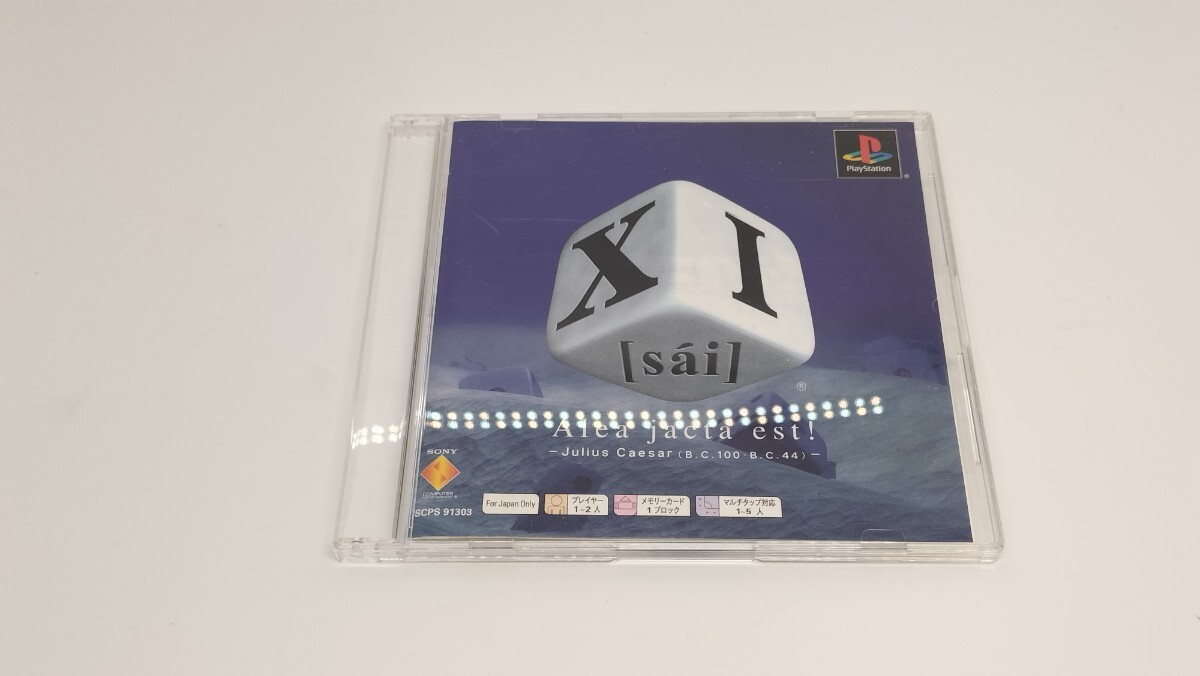 PlayStation
®
X I
[sái]
®
Alea jacta est!
－Julius Caesar (B.C.100-B.C.44)－
SONY
COMPUTER
ENTERTAINMENT ®
SCPS 91303
For Japan Only
プレイヤー
1～2 人
メモリーカード
1 ブロック
マルチタップ対応
1～5 人